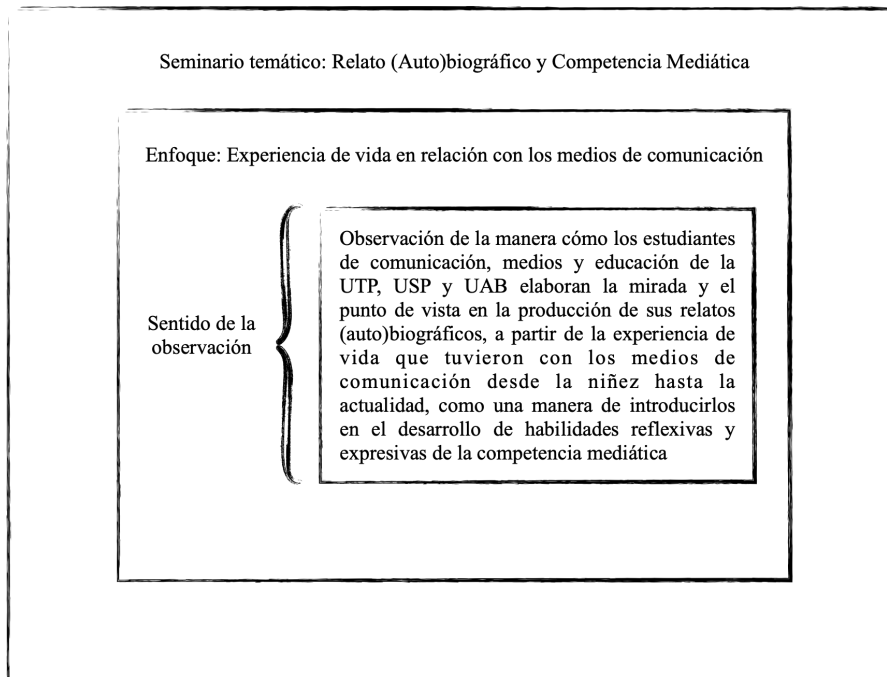 Seminario temático: Relato (Auto)biográfico y Competencia Mediática
Enfoque: Experiencia de vida en relación con los medios de comunicación
Sentido de la
observación
Observación de la manera cómo los estudiantes
de comunicación, medios y educación de la
UTP, USP y UAB elaboran la mirada y el
punto de vista en la producción de sus relatos
(auto)biográficos, a partir de la experiencia de
vida que tuvieron con los medios de
comunicación desde la niñez hasta la
actualidad, como una manera de introducirlos
en el desarrollo de habilidades reflexivas y
expresivas de la competencia mediática